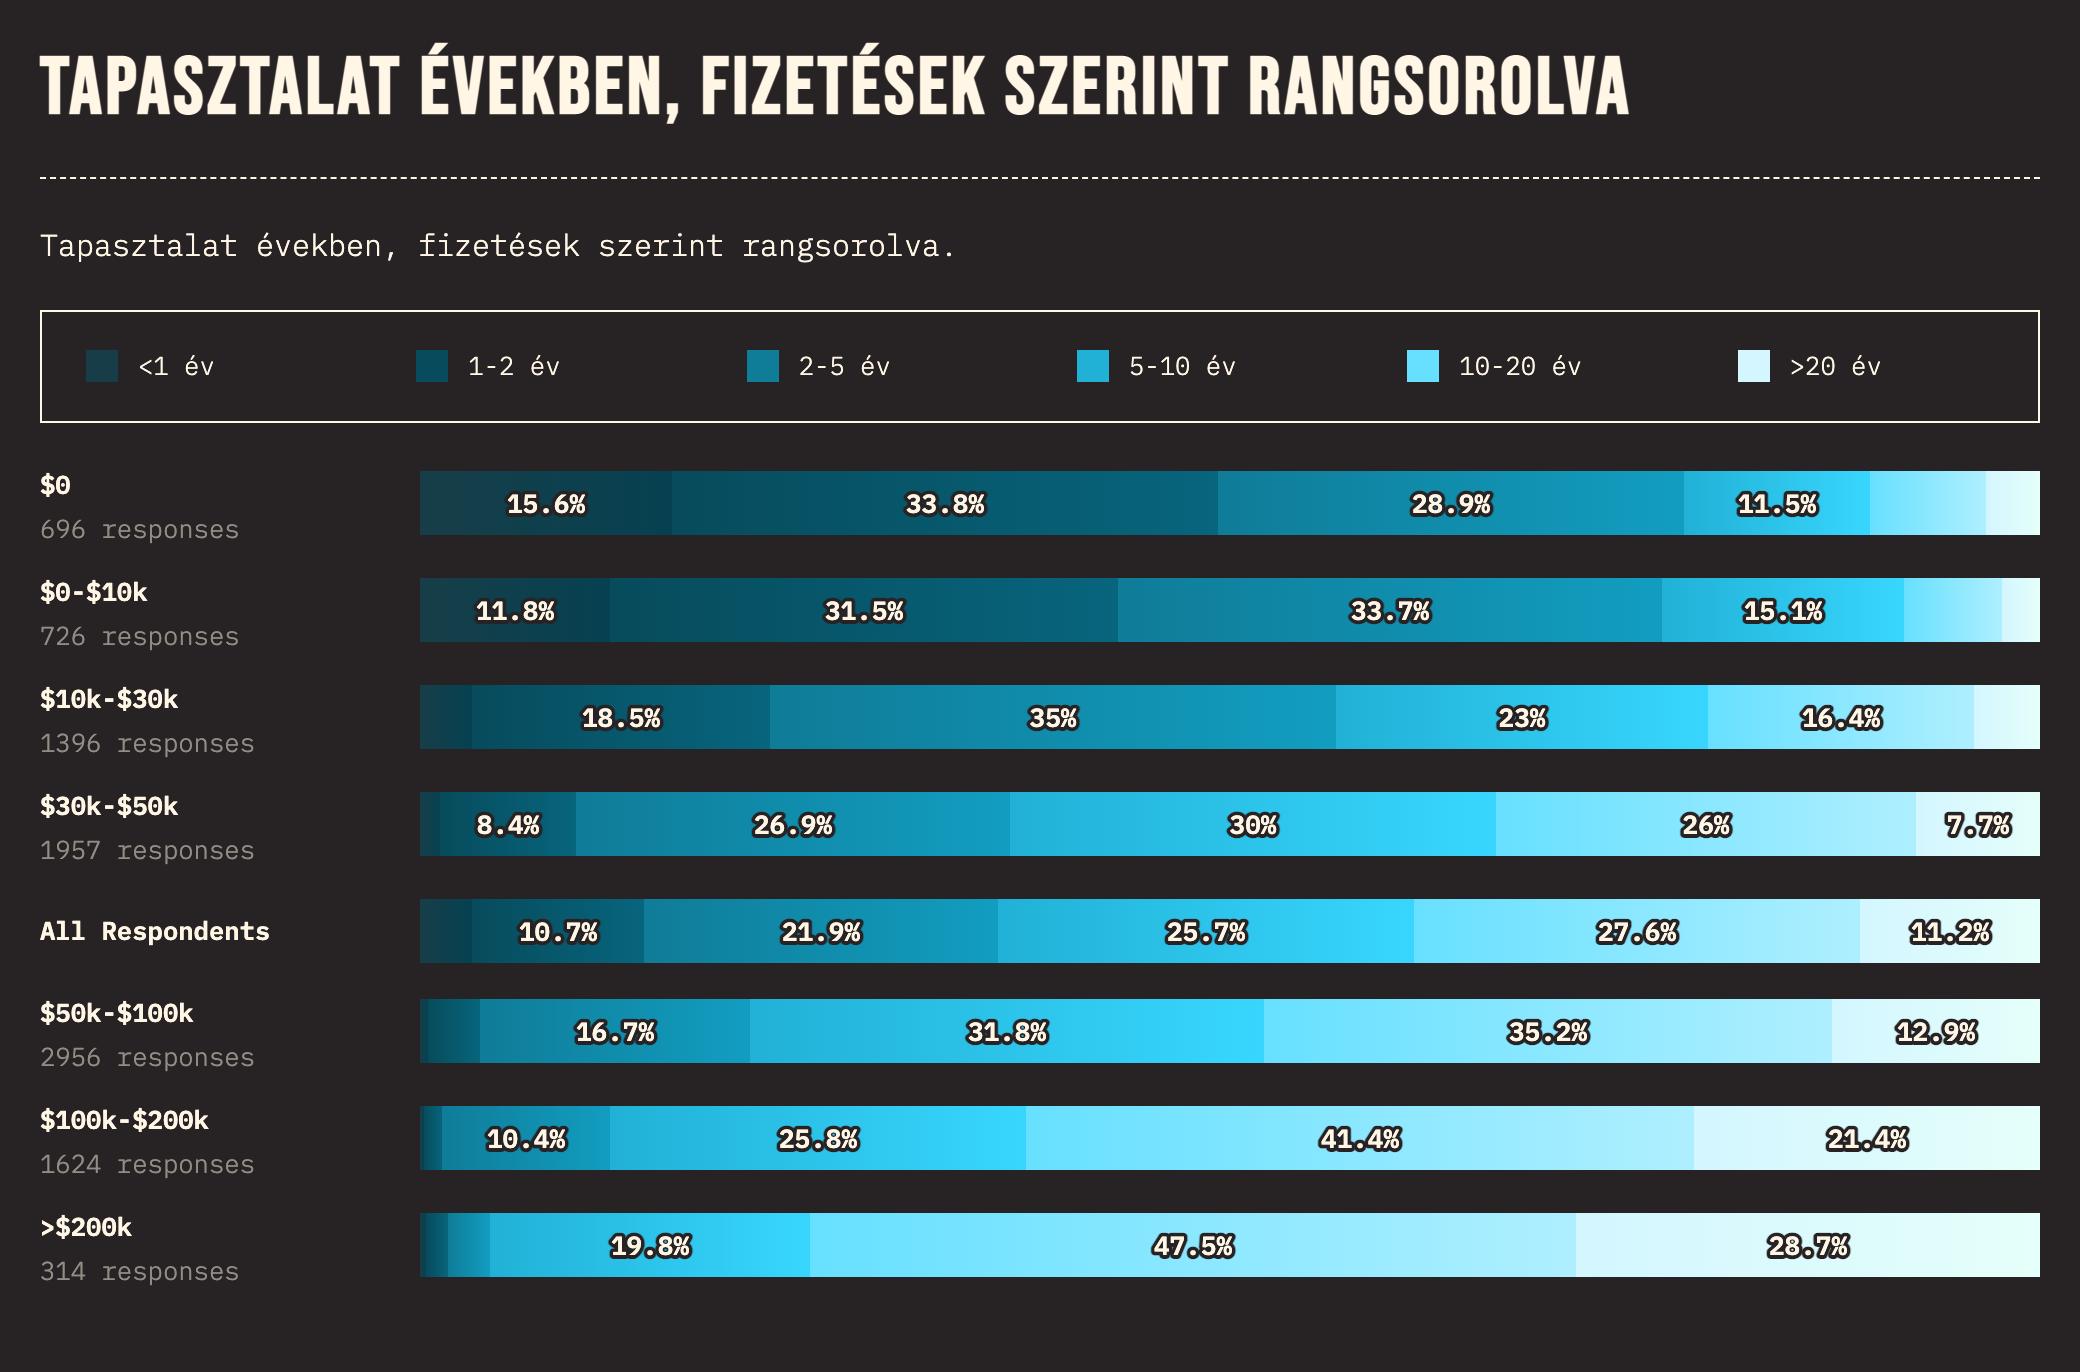 TAPASZTALAT ÉVEKBEN, FIZETÉSEK SZERINT RANGSOROLVA
Tapasztalat években, fizetések szerint rangsorolva.
<1 év 1-2 év 2-5 év 5-10 év 10-20 év >20 év
$0
696 responses
15.6% 33.8% 28.9% 11.5%
$0-$10k
726 responses
11.8% 31.5% 33.7% 15.1%
$10k-$30k
1396 responses
18.5% 35% 23% 16.4%
$30k-$50k
1957 responses
8.4% 26.9% 30% 26% 7.7%
All Respondents
10.7% 21.9% 25.7% 27.6% 11.2%
$50k-$100k
2956 responses
16.7% 31.8% 35.2% 12.9%
$100k-$200k
1624 responses
10.4% 25.8% 41.4% 21.4%
>$200k
314 responses
19.8% 47.5% 28.7%